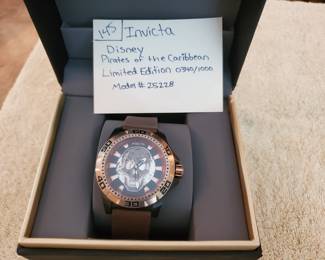 145 Invicta
Disney
Pirates of the Caribbean
Limited Edition 0340/1000
Model # 25228